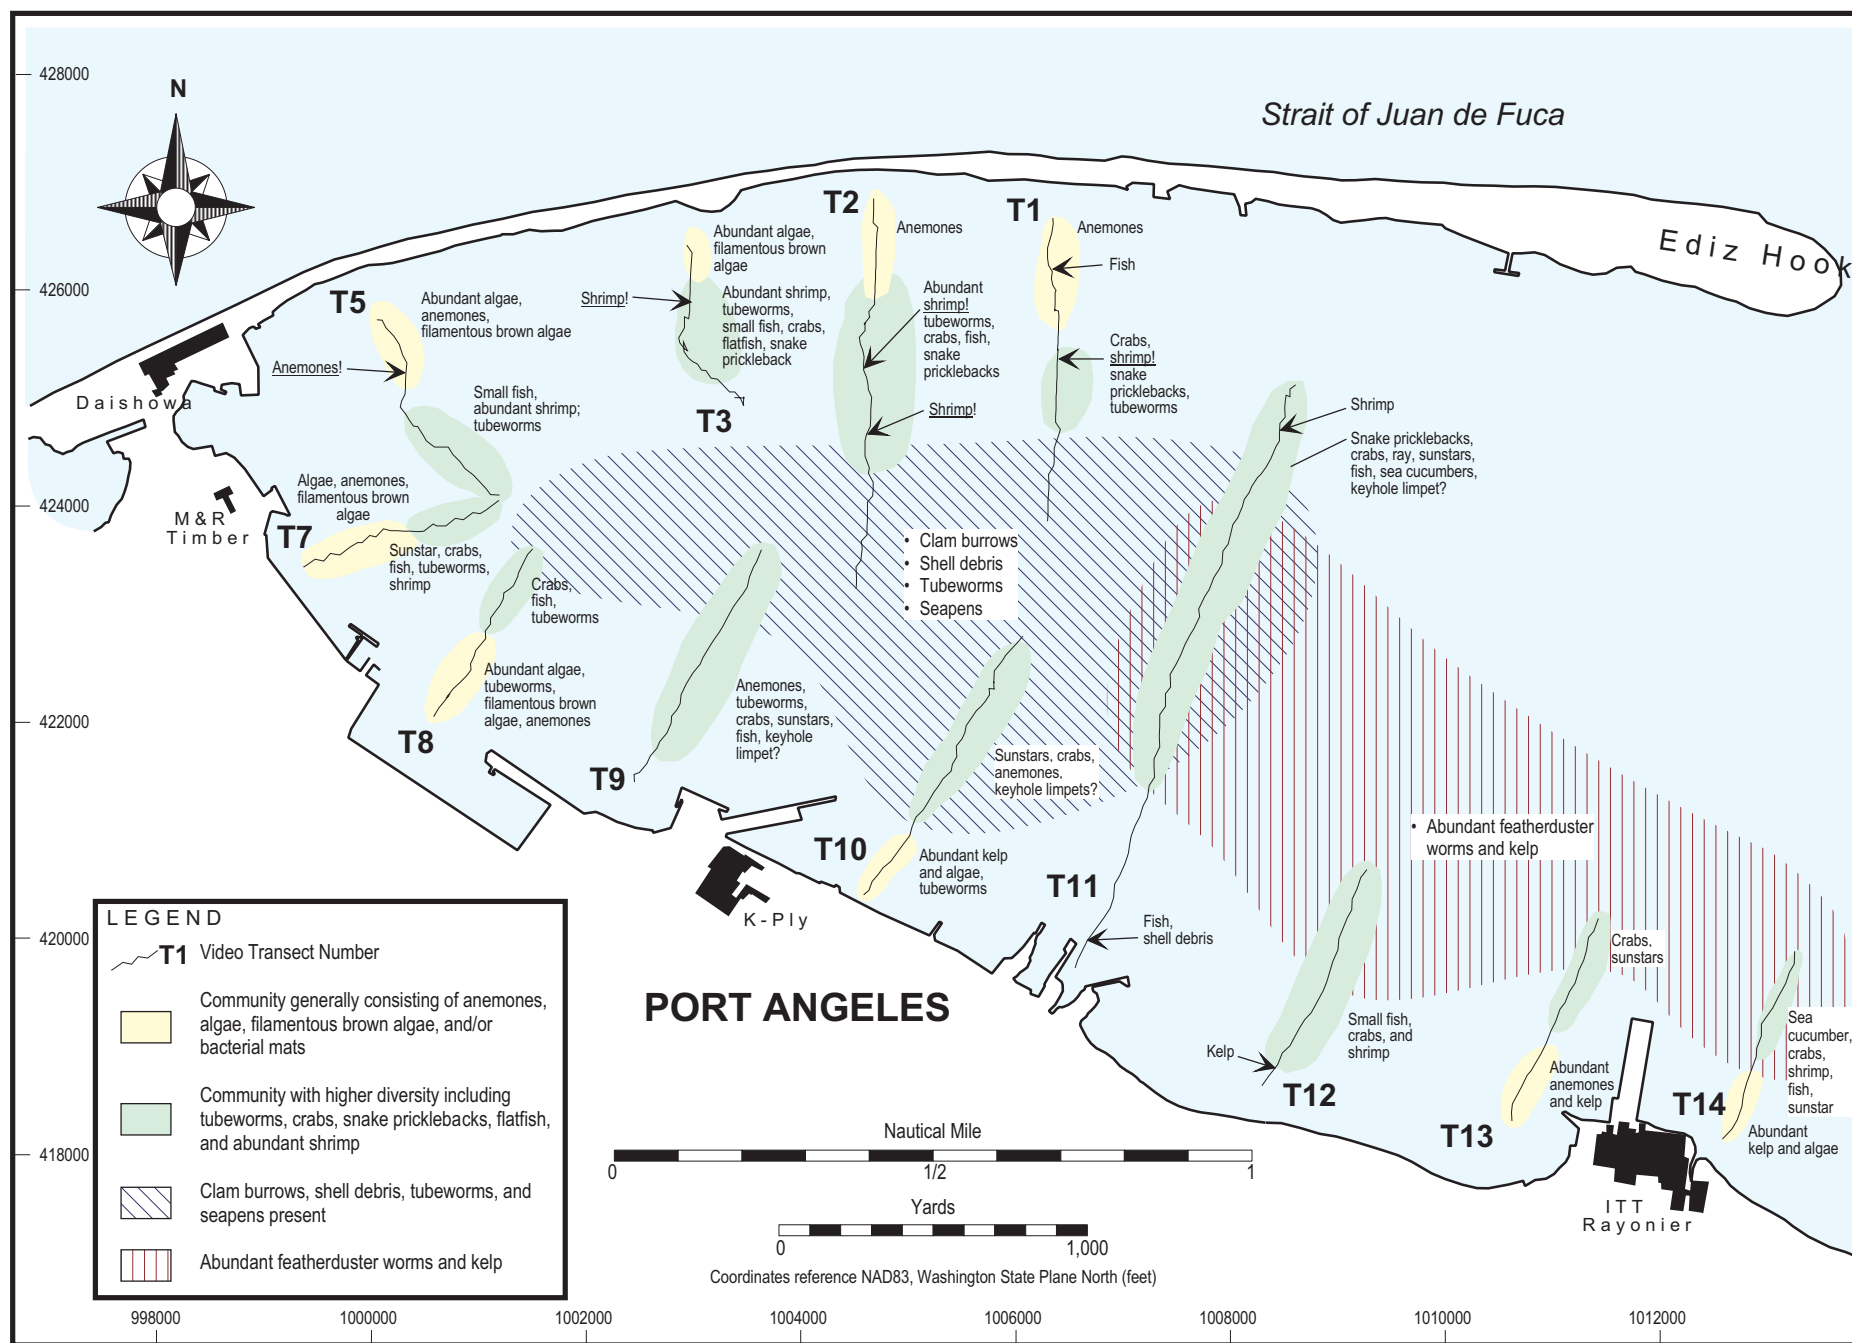 428000
N
Strait of Juan de Fuca
T2
T1
Anemones
Anemones
Ediz Hook
Abundant algae,
filamentous brown
algae
Fish
426000
T5
Abundant algae,
anemones,
filamentous brown algae
Shrimp!
Abundant shrimp,
tubeworms,
small fish, crabs,
flatfish, snake
prickleback
Abundant
shrimp!
tubeworms,
crabs, fish,
snake
pricklebacks
Crabs,
shrimp!
snake
pricklebacks,
tubeworms
Anemones!
Daishowa
Small fish,
abundant shrimp;
tubeworms
T3
Shrimp!
Shrimp
Snake pricklebacks,
crabs, ray, sunstars,
fish, sea cucumbers,
keyhole limpet?
424000
Algae, anemones,
filamentous brown
algae
M&R
Timber
T7
Sunstar, crabs,
fish, tubeworms,
shrimp
Crabs,
fish,
tubeworms
• Clam burrows
• Shell debris
• Tubeworms
• Seapens
422000
Abundant algae,
tubeworms,
filamentous brown
algae, anemones
T8
Anemones,
tubeworms,
crabs, sunstars,
fish, keyhole
limpet?
T9
Sunstars, crabs,
anemones,
keyhole limpets?
• Abundant featherduster
worms and kelp
T10
Abundant kelp
and algae,
tubeworms
T11
K-Ply
Fish,
shell debris
420000
Crabs,
sunstars
PORT ANGELES
Small fish,
crabs, and
shrimp
Kelp
T12
Sea
cucumber,
crabs,
shrimp,
fish,
sunstar
Abundant
anemones
and kelp
T13
T14
Abundant
kelp and algae
418000
ITT
Rayonier
LEGEND
T1 Video Transect Number
Community generally consisting of anemones,
algae, filamentous brown algae, and/or
bacterial mats
Community with higher diversity including
tubeworms, crabs, snake pricklebacks, flatfish,
and abundant shrimp
Clam burrows, shell debris, tubeworms, and
seapens present
Abundant featherduster worms and kelp
Nautical Mile
0 1/2 1
Yards
0 1,000
Coordinates reference NAD83, Washington State Plane North (feet)
998000 1000000 1002000 1004000 1006000 1008000 1010000 1012000